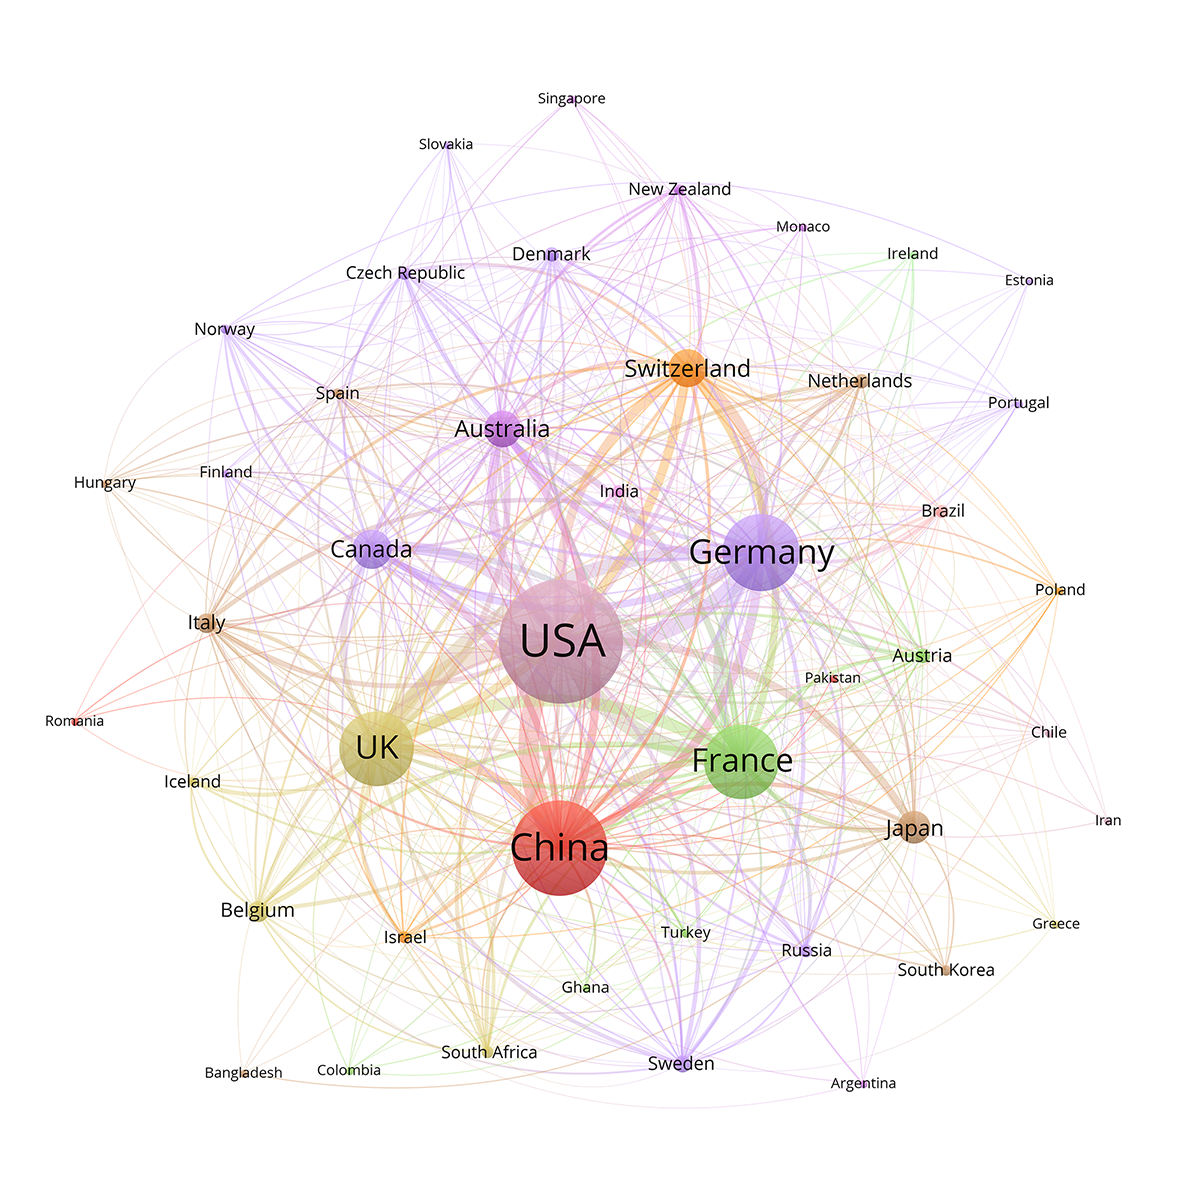 Singapore
Slovakia
New Zealand
Monaco
Denmark
Ireland
Czech Republic
Estonia
Norway
Switzerland
Netherlands
Spain
Portugal
Australia
Finland
Hungary
India
Brazil
Canada
Germany
Poland
Italy
USA
Austria
Pakistan
Romania
Chile
UK
France
Iceland
Iran
Japan
China
Belgium
Greece
Turkey
Israel
Russia
South Korea
Ghana
South Africa
Sweden
Colombia
Bangladesh
Argentina